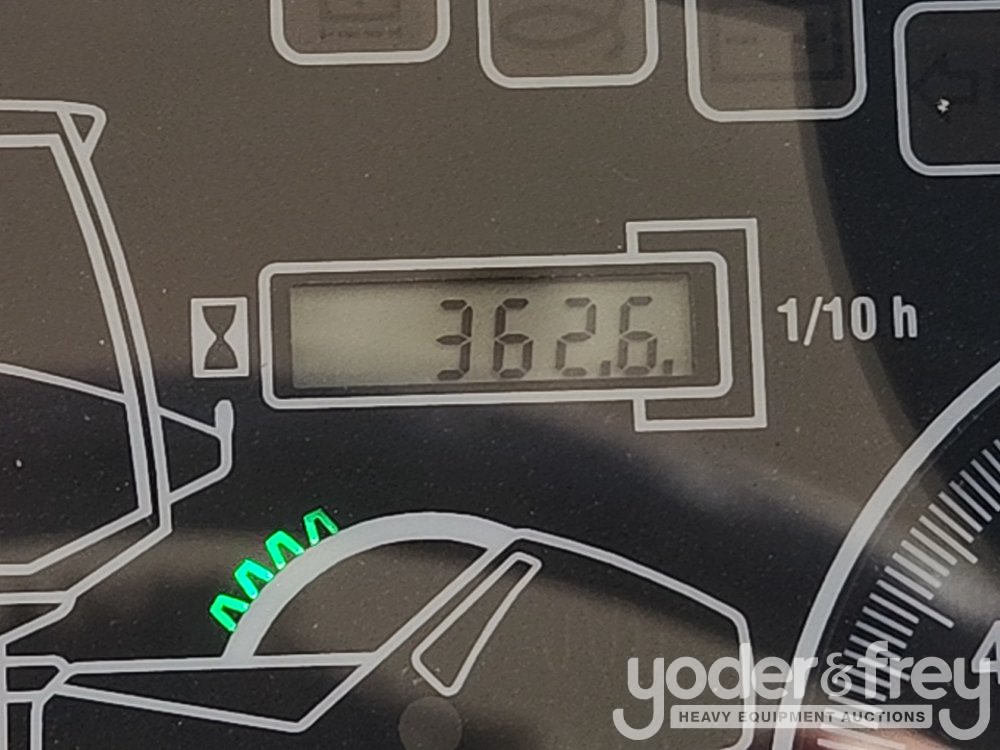 362.6.
1/10 h
yoder&frey
HEAVY EQUIPMENT AUCTIONS